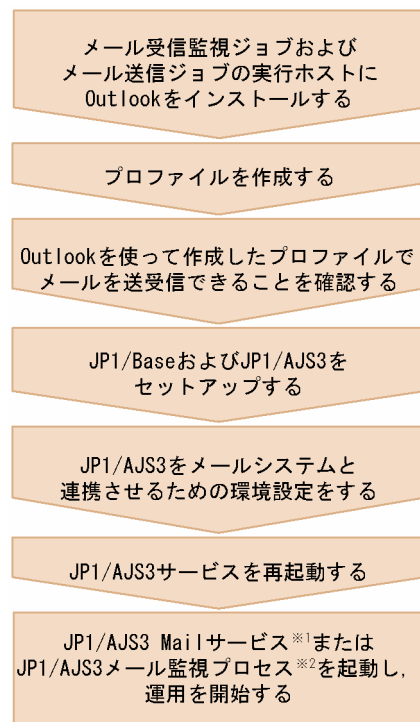 メール受信監視ジョブおよび
メール送信ジョブの実行ホストに
Outlookをインストールする
プロファイルを作成する
Outlookを使って作成したプロファイルで
メールを送受信できることを確認する
JP1/BaseおよびJP1/AJS3を
セットアップする
JP1/AJS3をメールシステムと
連携させるための環境設定をする
JP1/AJS3サービスを再起動する
JP1/AJS3 Mailサービス※1または
JP1/AJS3メール監視プロセス※2を起動し,
運用を開始する